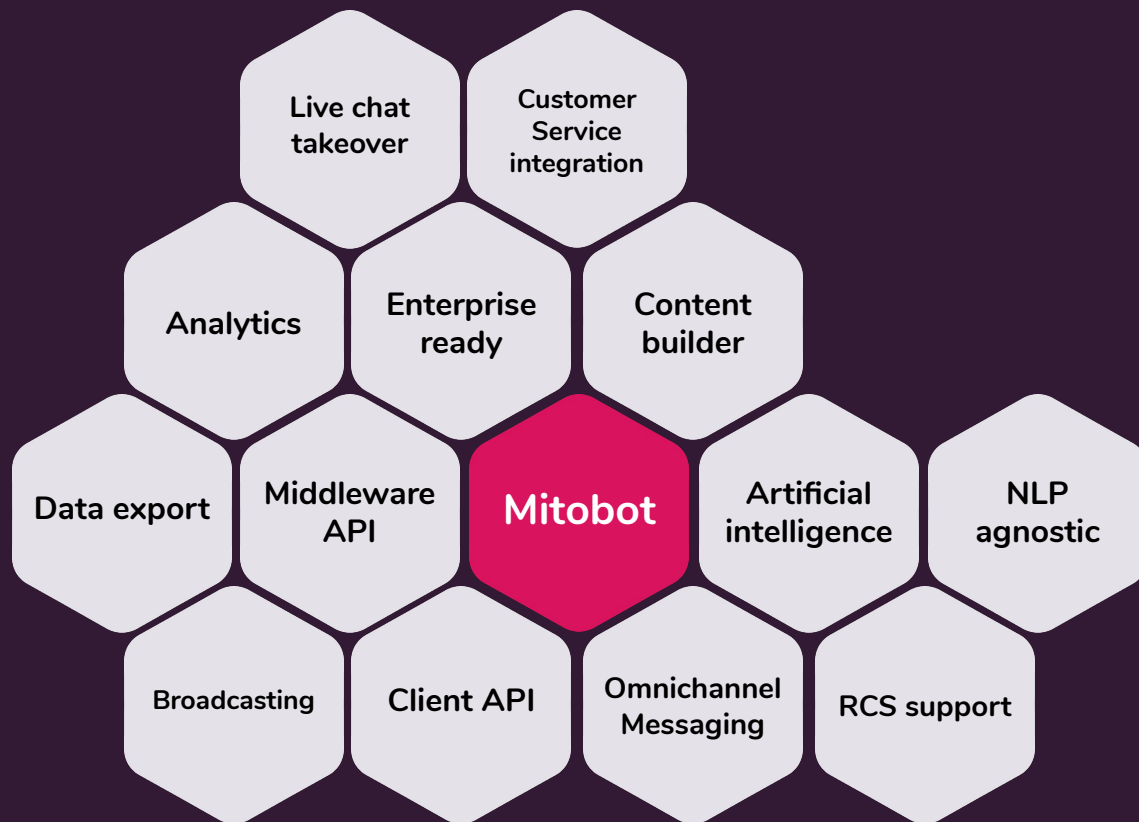 Live chat
takeover
Customer
Service
integration
Analytics
Enterprise
ready
Content
builder
Data export
Middleware
API
Mitobot
Artificial
intelligence
NLP
agnostic
Broadcasting
Client API
Omnichannel
Messaging
RCS support